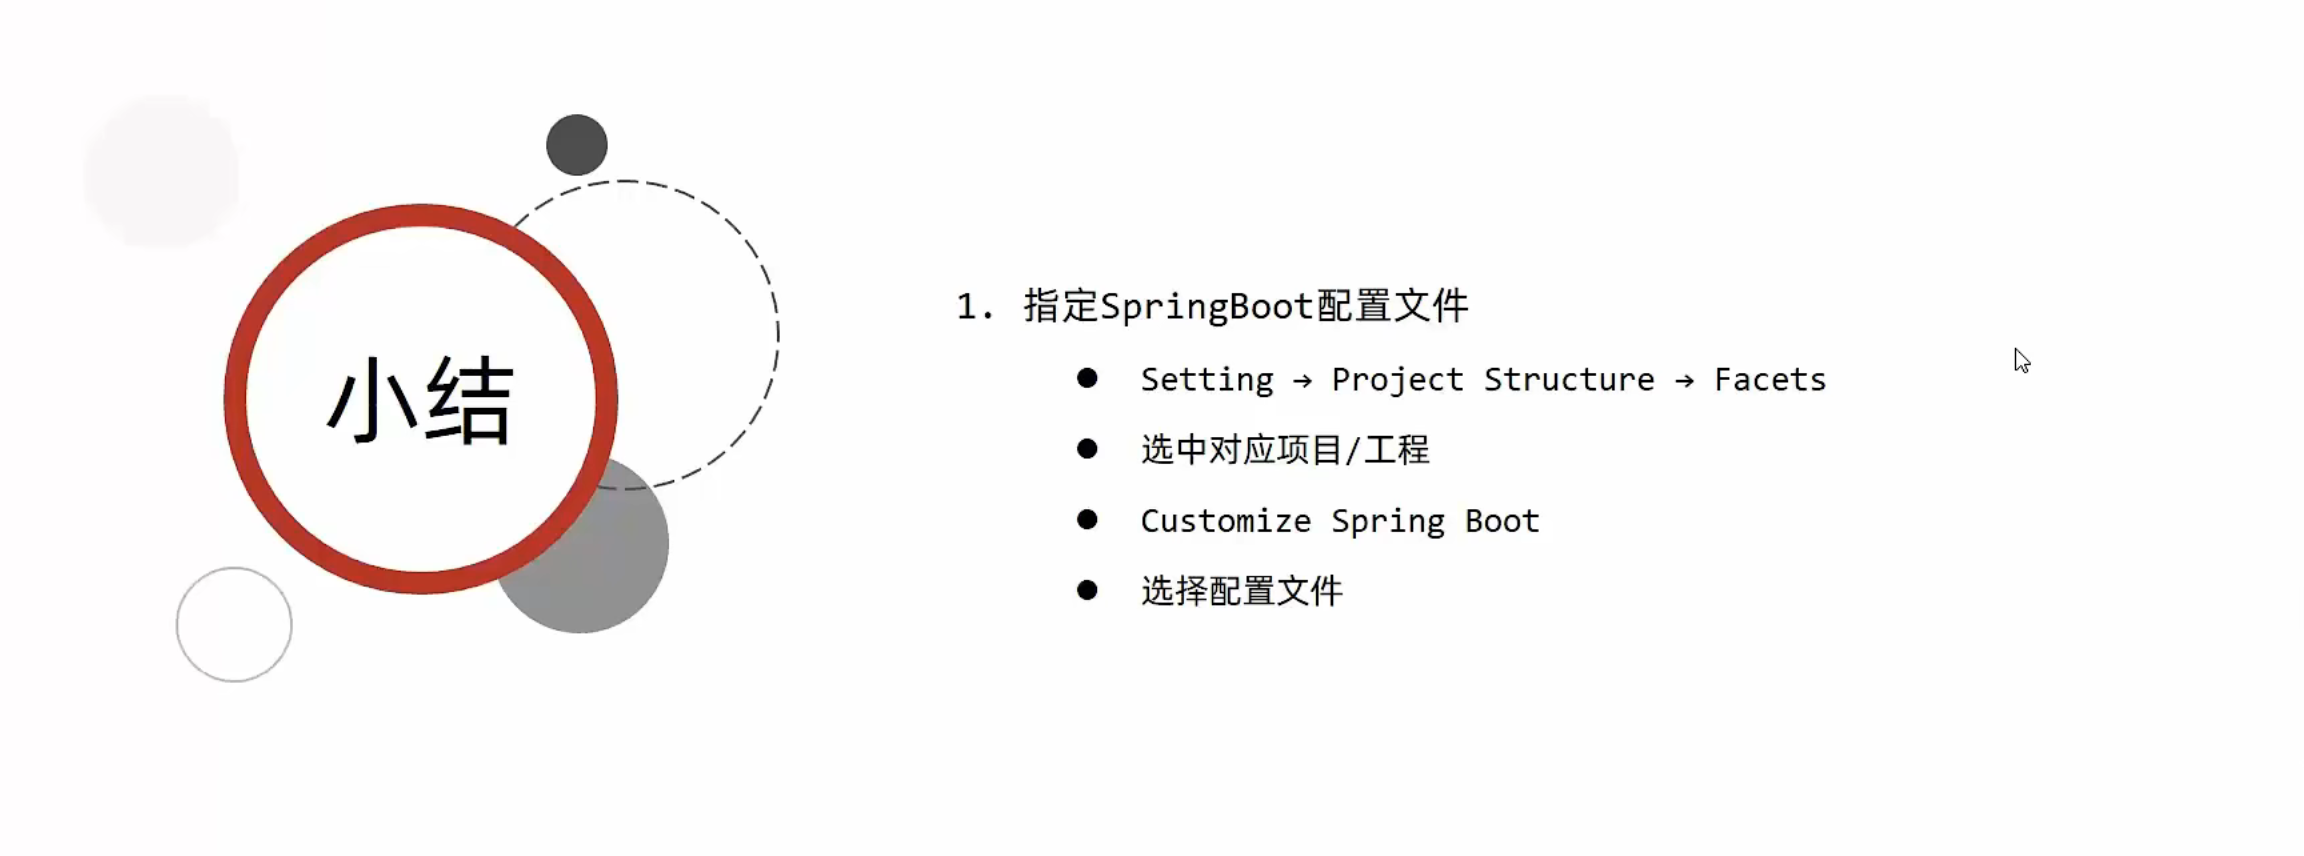 小结
1. 指定SpringBoot配置文件
● Setting → Project Structure → Facets
● 选中对应项目/工程
● Customize Spring Boot
● 选择配置文件